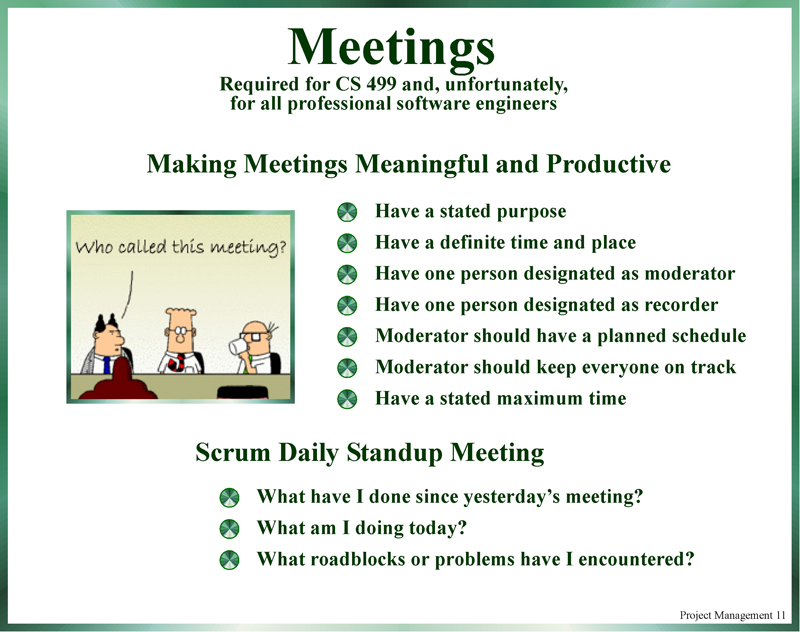 Meetings
Required for CS 499 and, unfortunately,
for all professional software engineers
Making Meetings Meaningful and Productive
Who called this meeting?
Have a stated purpose
Have a definite time and place
Have one person designated as moderator
Have one person designated as recorder
Moderator should have a planned schedule
Moderator should keep everyone on track
Have a stated maximum time
Scrum Daily Standup Meeting
What have I done since yesterday’s meeting?
What am I doing today?
What roadblocks or problems have I encountered?
Project Management 11